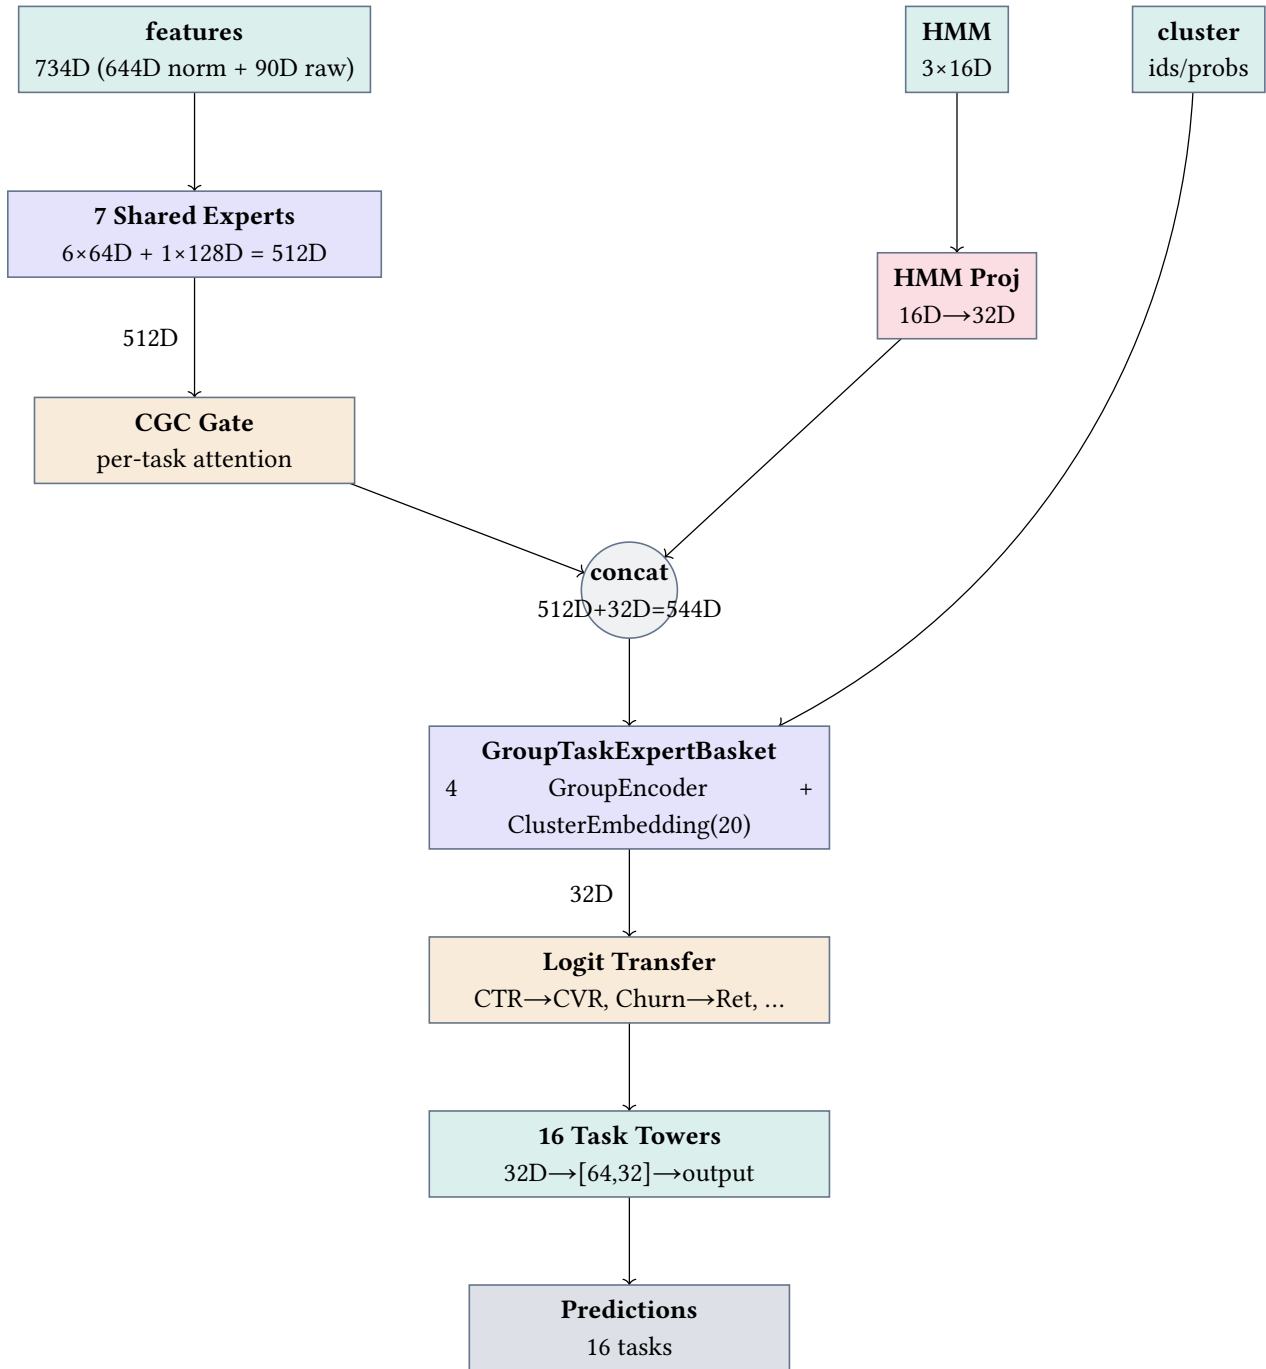 features
734D (644D norm + 90D raw)
HMM
3×16D
cluster
ids/probs
7 Shared Experts
6×64D + 1×128D = 512D
HMM Proj
16D→32D
512D
CGC Gate
per-task attention
concat
512D+32D=544D
GroupTaskExpertBasket
4 GroupEncoder +
ClusterEmbedding(20)
32D
Logit Transfer
CTR→CVR, Churn→Ret, ...
16 Task Towers
32D→[64,32]→output
Predictions
16 tasks